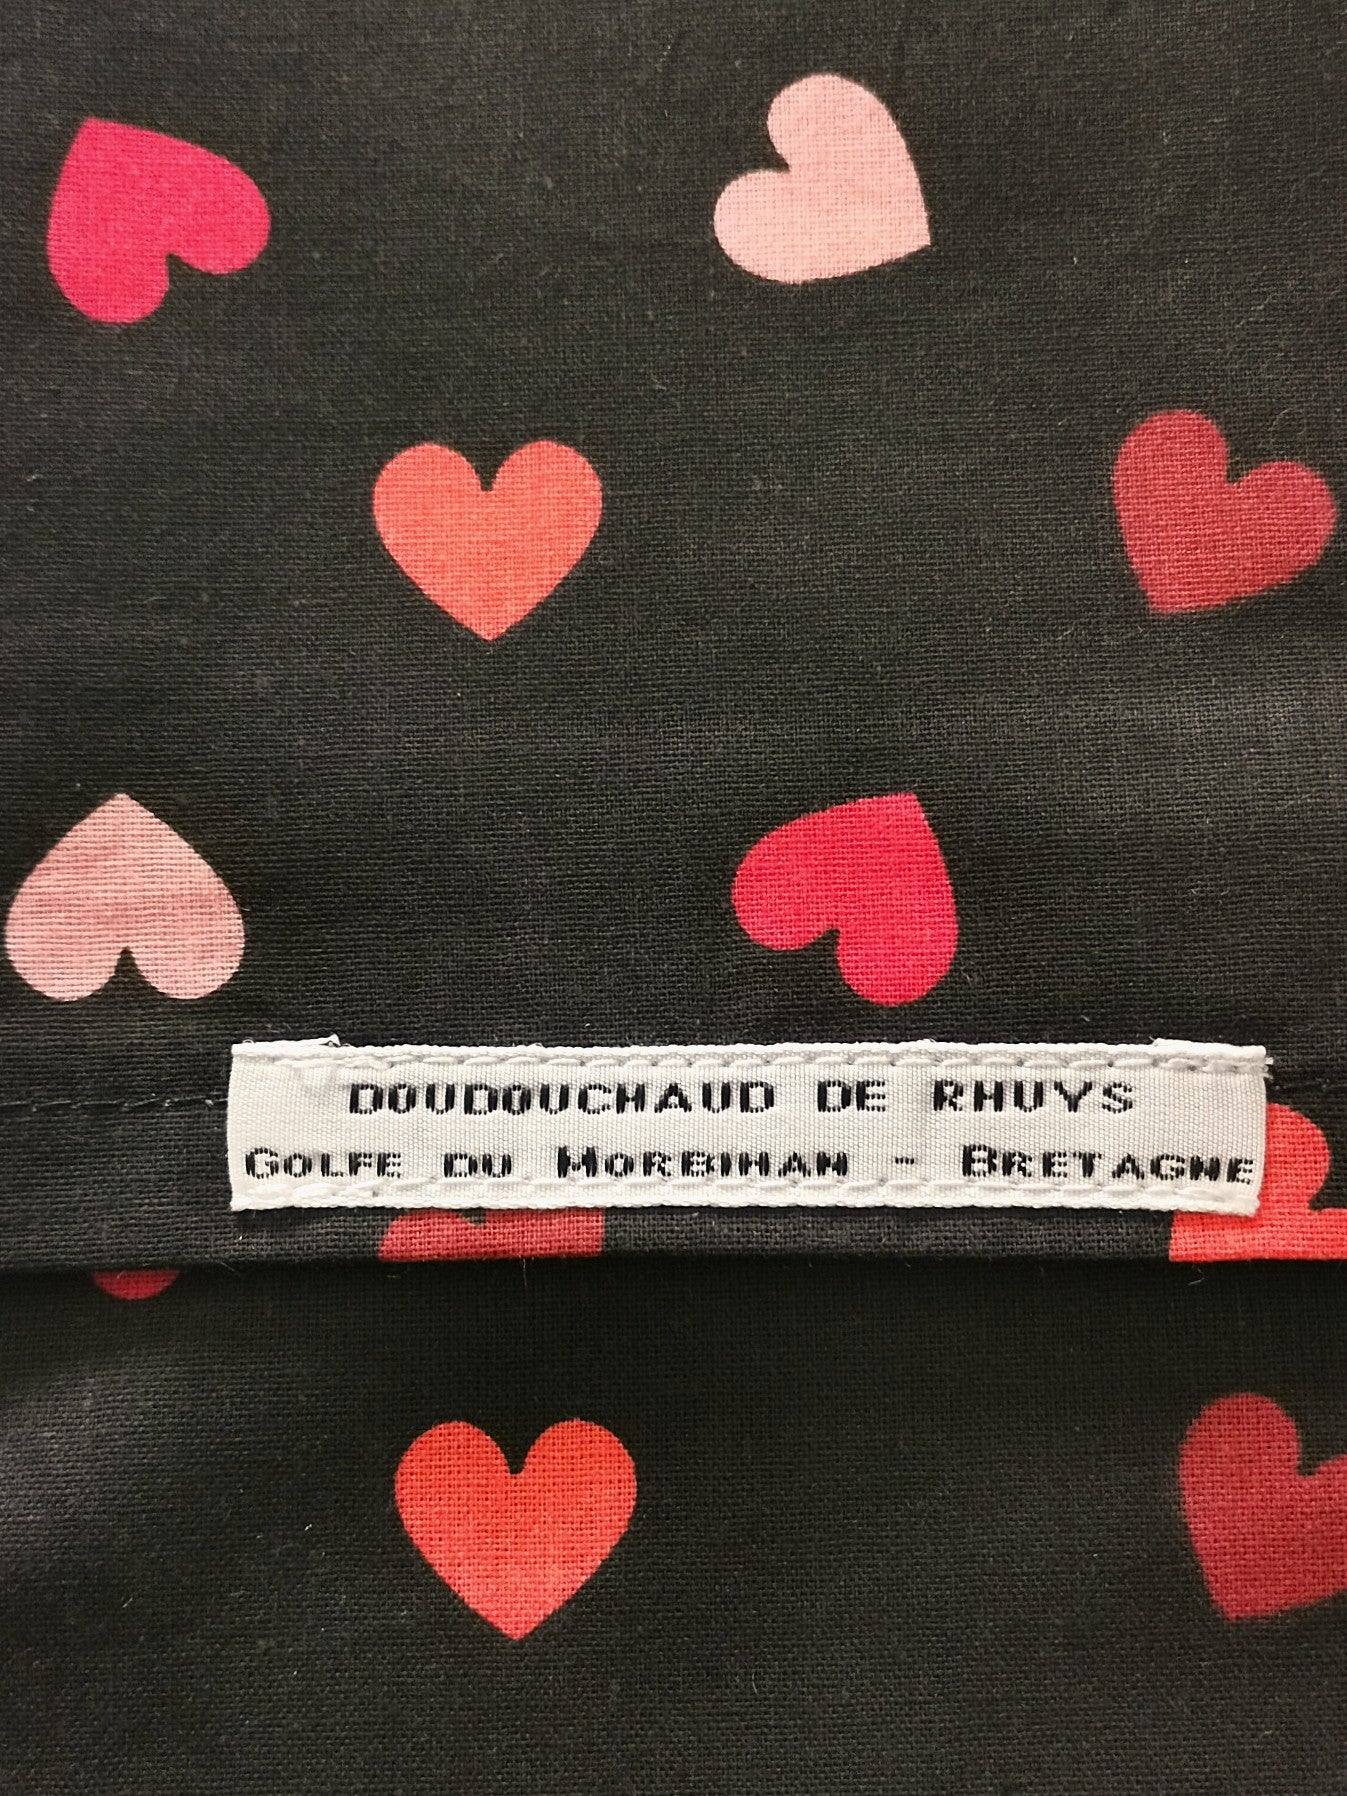 DOUDOUCHAUD DE RHUYS
GOLFE DU MORBIHAN - BRETAGNE